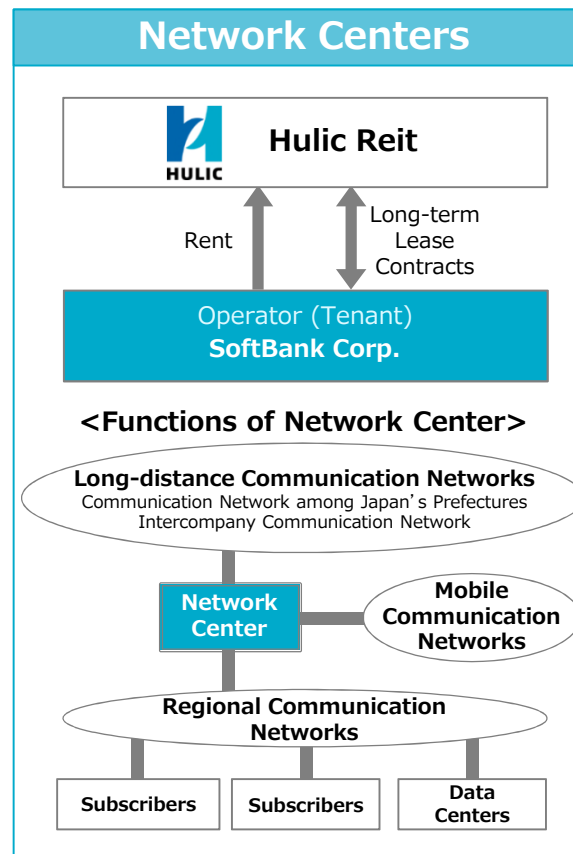 Network Centers
HULIC
Hulic Reit
Rent
Long-term
Lease
Contracts
Operator (Tenant)
SoftBank Corp.
<Functions of Network Center>
Long-distance Communication Networks
Communication Network among Japan’s Prefectures
Intercompany Communication Network
Network
Center
Mobile
Communication
Networks
Regional Communication
Networks
Subscribers
Subscribers
Data
Centers